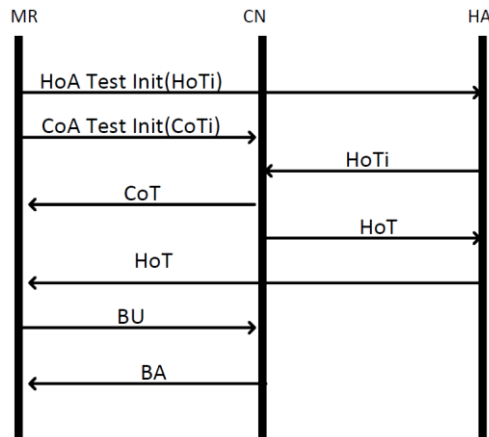 MR CN HA
HoA Test Init(HoTi)
CoA Test Init(CoTi)
HoTi
CoT
HoT
HoT
BU
BA